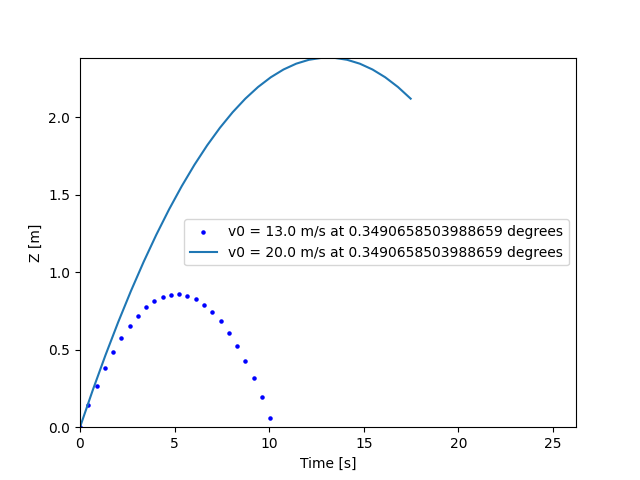 2.0
1.5
Z [m]
v0 = 13.0 m/s at 0.3490658503988659 degrees
v0 = 20.0 m/s at 0.3490658503988659 degrees
1.0
0.5
0.0
0 5 10 15 20 25
Time [s]